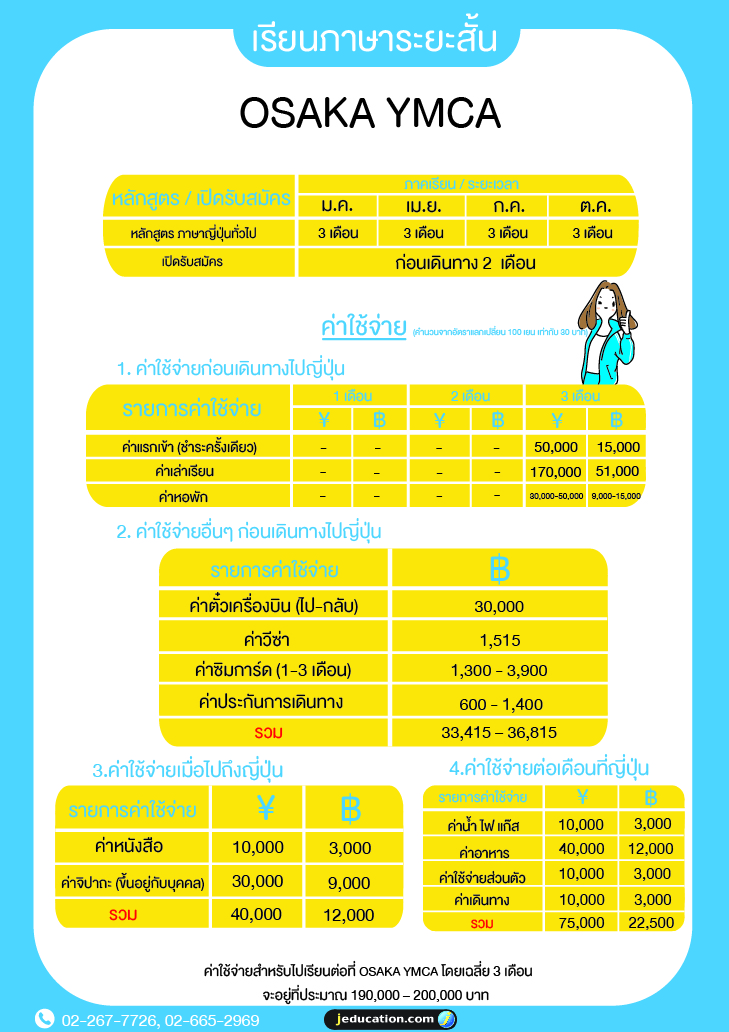 เรียนภาษาระยะสั้น
OSAKA YMCA
หลักสูตร / เปิดรับสมัคร
ภาคเรียน / ระยะเวลา
ม.ค. เม.ย. ก.ค. ต.ค.
หลักสูตร ภาษาญี่ปุ่นทั่วไป 3 เดือน 3 เดือน 3 เดือน 3 เดือน
เปิดรับสมัคร ก่อนเดินทาง 2 เดือน
ค่าใช้จ่าย (คำนวนจากอัตราแลกเปลี่ยน 100 เยน เท่ากับ 30 บาท)
1. ค่าใช้จ่ายก่อนเดินทางไปญี่ปุ่น
รายการค่าใช้จ่าย 1 เดือน 2 เดือน 3 เดือน
¥ ฿ ¥ ฿ ¥ ฿
ค่าแรกเข้า (ชำระครั้งเดียว) - - - - 50,000 15,000
ค่าเล่าเรียน - - - - 170,000 51,000
ค่าหอพัก - - - - 30,000-50,000 9,000-15,000
2. ค่าใช้จ่ายอื่นๆ ก่อนเดินทางไปญี่ปุ่น
รายการค่าใช้จ่าย ฿
ค่าตั๋วเครื่องบิน (ไป-กลับ) 30,000
ค่าวีซ่า 1,515
ค่าซิมการ์ด (1-3 เดือน) 1,300 - 3,900
ค่าประกันการเดินทาง 600 - 1,400
รวม 33,415 – 36,815
3.ค่าใช้จ่ายเมื่อไปถึงญี่ปุ่น
รายการค่าใช้จ่าย ¥ ฿
ค่าหนังสือ 10,000 3,000
ค่าจิปาถะ (ขึ้นอยู่กับบุคคล) 30,000 9,000
รวม 40,000 12,000
4.ค่าใช้จ่ายต่อเดือนที่ญี่ปุ่น
รายการค่าใช้จ่าย ¥ ฿
ค่าน้ำ ไฟ แก๊ส 10,000 3,000
ค่าอาหาร 40,000 12,000
ค่าใช้จ่ายส่วนตัว 10,000 3,000
ค่าเดินทาง 10,000 3,000
รวม 75,000 22,500
ค่าใช้จ่ายสำหรับไปเรียนต่อที่ OSAKA YMCA โดยเฉลี่ย 3 เดือน
จะอยู่ที่ประมาณ 190,000 – 200,000 บาท
02-267-7726, 02-665-2969
jeducation.com